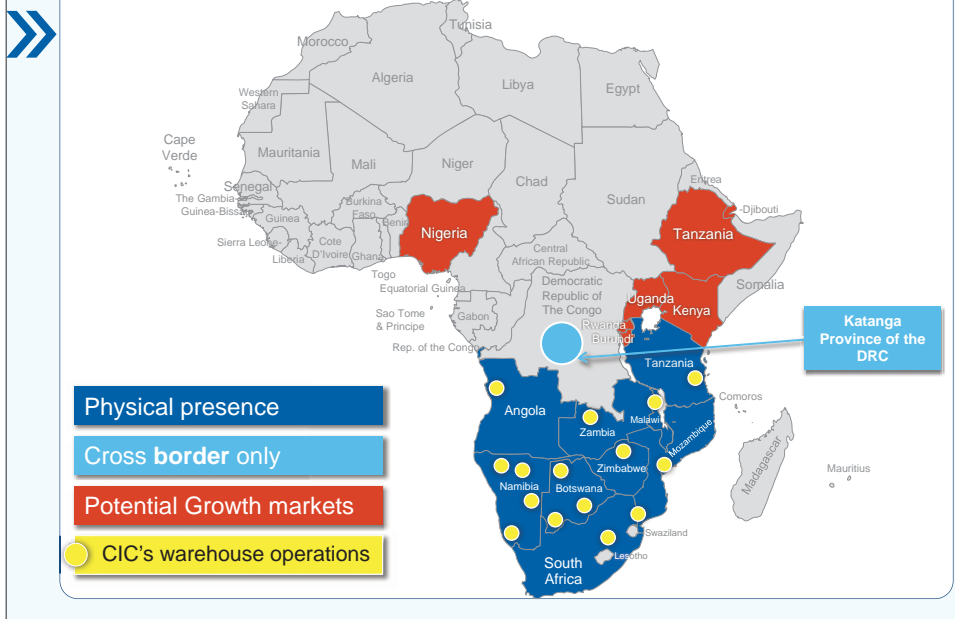 Tunisia
Morocco
Algeria
Libya
Egypt
Western
Sahara
Cape
Verde
Mauritania
Mali
Niger
Chad
Sudan
Eritrea
Senegal
The Gambia-
Guinea-Bissau
Burkina
Faso
Benin
-Djibouti
Guinea
Nigeria
Tanzania
Sierra Leone-
Cote
D'Ivoire
Ghana
Liberia
Central
African Republic
Togo
Equatorial Guinea
Democratic
Republic of
The Congo
Somalia
Uganda
Kenya
Sao Tome
& Principe
Gabon
Rwanda
Burundi
Rep. of the Congo
Katanga
Province of the
DRC
Tanzania
Physical presence
Cross border only
Potential Growth markets
CIC's warehouse operations
Angola
Malawi
Comoros
Zambia
Mozambique
Zimbabwe
Madagascar
Mauritius
Namibia
Botswana
Swaziland
Lesotho
South
Africa